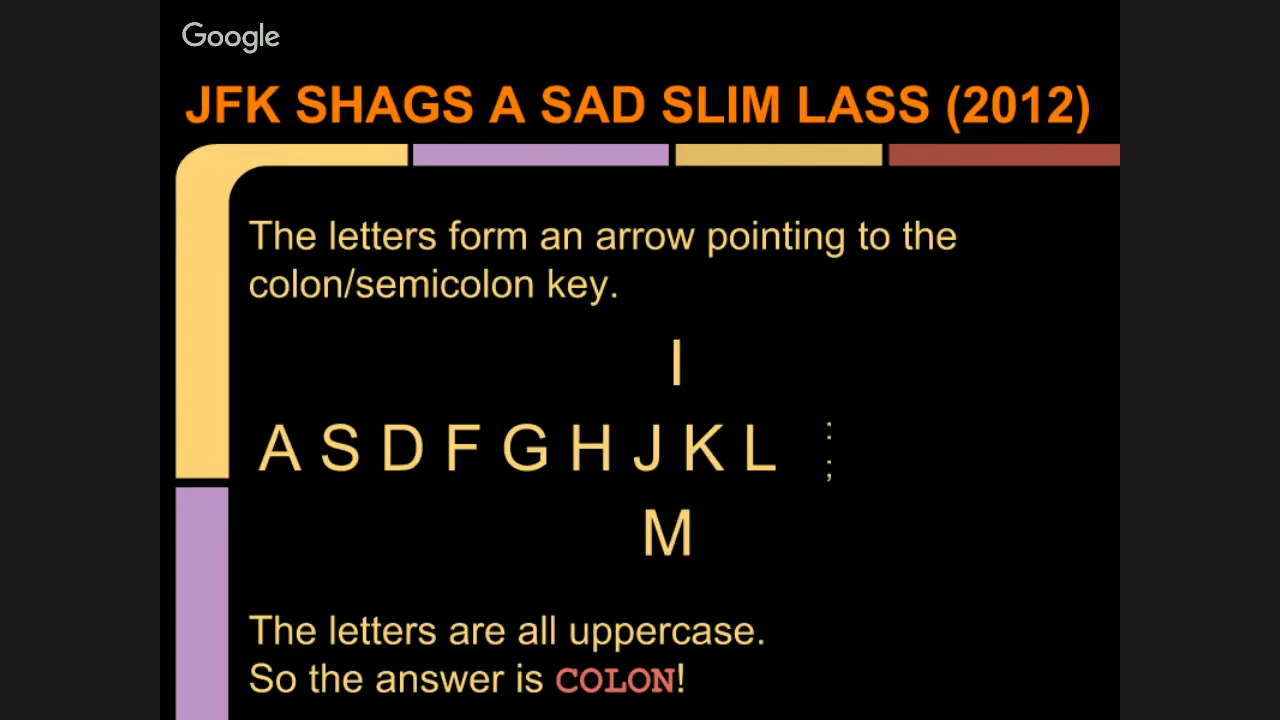 Google
JFK SHAGS A SAD SLIM LASS (2012)
The letters form an arrow pointing to the
colon/semicolon key.
I
A S D F G H J K L :
;
M
The letters are all uppercase.
So the answer is COLON!